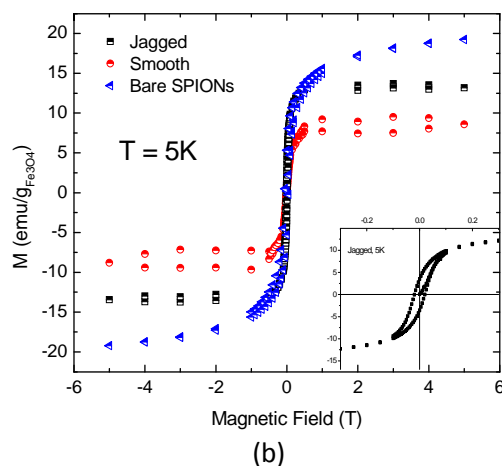 20
15
10
5
0
-5
-10
-15
-20
M (emu/gFe3O4)
Jagged
Smooth
Bare SPIONs
T = 5K
-0.2 0.0 0.2
Jagged, 5K
10
5
0
-5
-10
-15
-6 -4 -2 0 2 4 6
Magnetic Field (T)
(b)